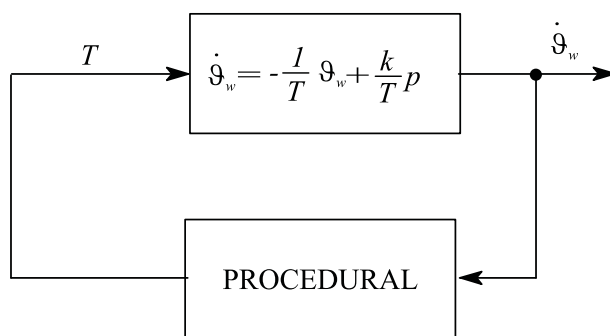 T
ϑ̇_w = -1/T ϑ_w + k/T p
ϑ̇_w
PROCEDURAL